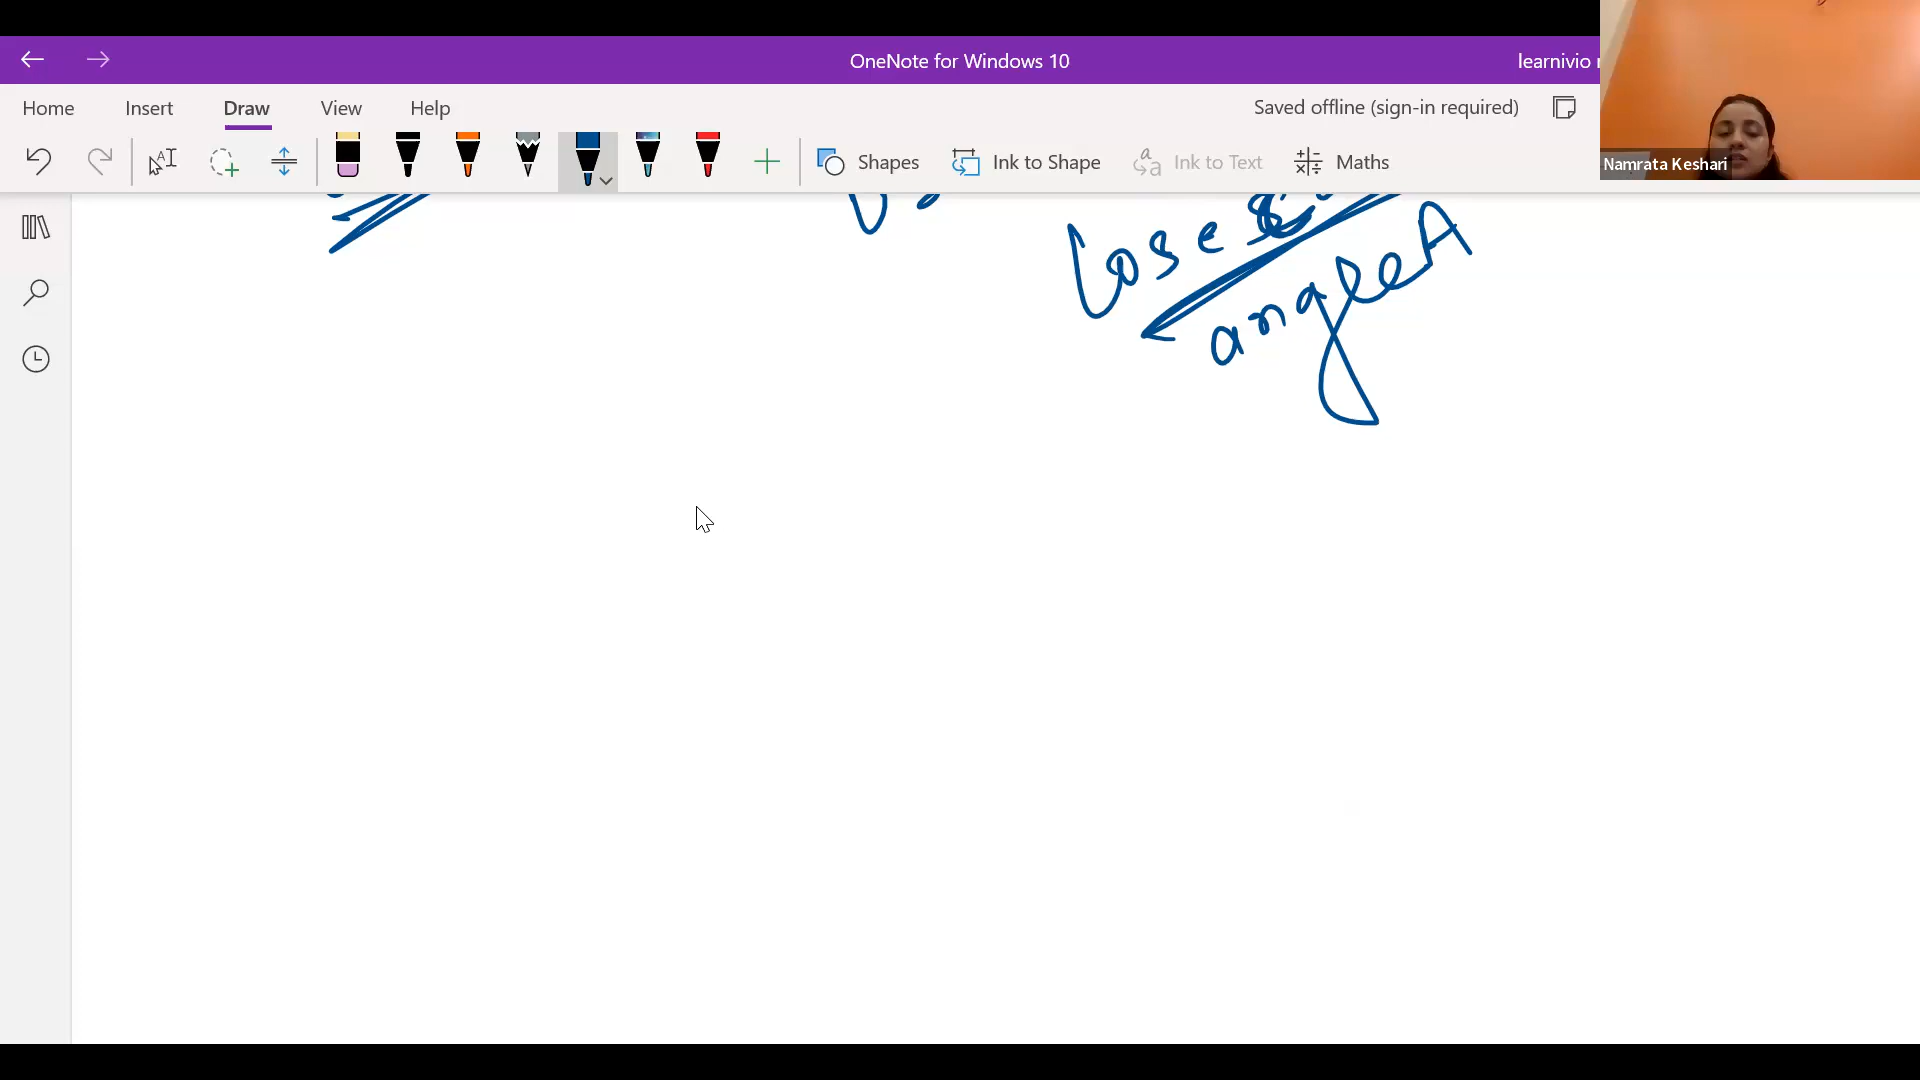 OneNote for Windows 10
learnivio
Home Insert Draw View Help
Saved offline (sign-in required)
Shapes Ink to Shape Ink to Text Maths
Namrata Keshari
angle A